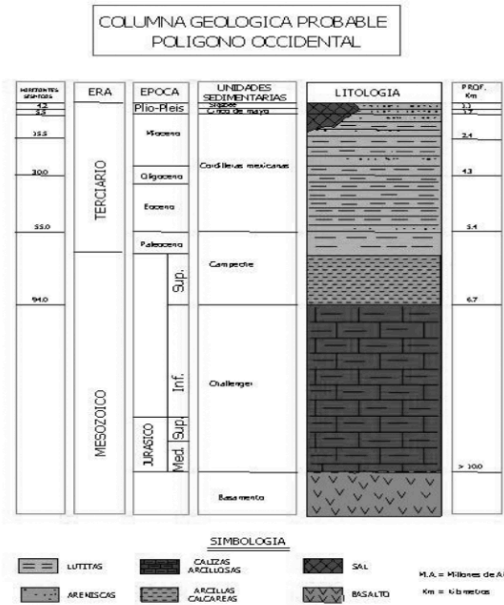 COLUMNA GEOLOGICA PROBABLE
POLIGONO OCCIDENTAL
ERA
EPOCA
UNIDADES
SEDIMENTARIAS
LITOLOGIA
PROF.
Km
4.2
5.5
15.5
30.0
55.0
94.0
TERCIARIO
MESOZOICO
Plio-Pleis
Mioceno
Oligoceno
Eoceno
Paleoceno
Sup.
Inf.
JURASICO
Sup.
Med.
Sigsbee
Cinco de mayo
Cordilleras mexicanas
Campeche
Challenger
Basamento
2.4
4.3
5.4
6.7
> 10.0
SIMBOLOGIA
LUTITAS
CALIZAS
ARCILLOSAS
SAL
M.A. = Millones de A
ARENISCAS
ARCILLAS
CALCAREAS
BASALTO
Km = Kilometros